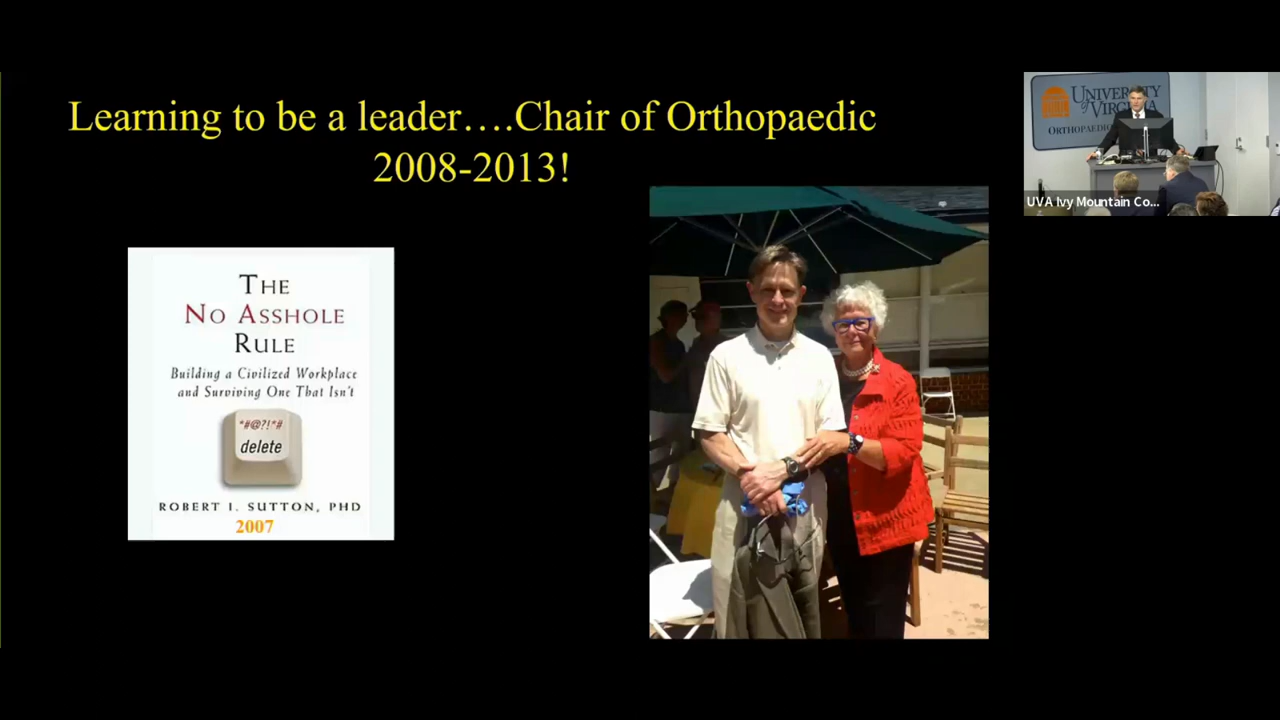 Learning to be a leader….Chair of Orthopaedic
2008-2013!
THE
NO ASSHOLE
RULE
Building a Civilized Workplace
and Surviving One That Isn't
*#@?!*#
delete
ROBERT I. SUTTON, PHD
2007
UNIVERSITY
of VIRGINIA
UVA Ivy Mountain Co...